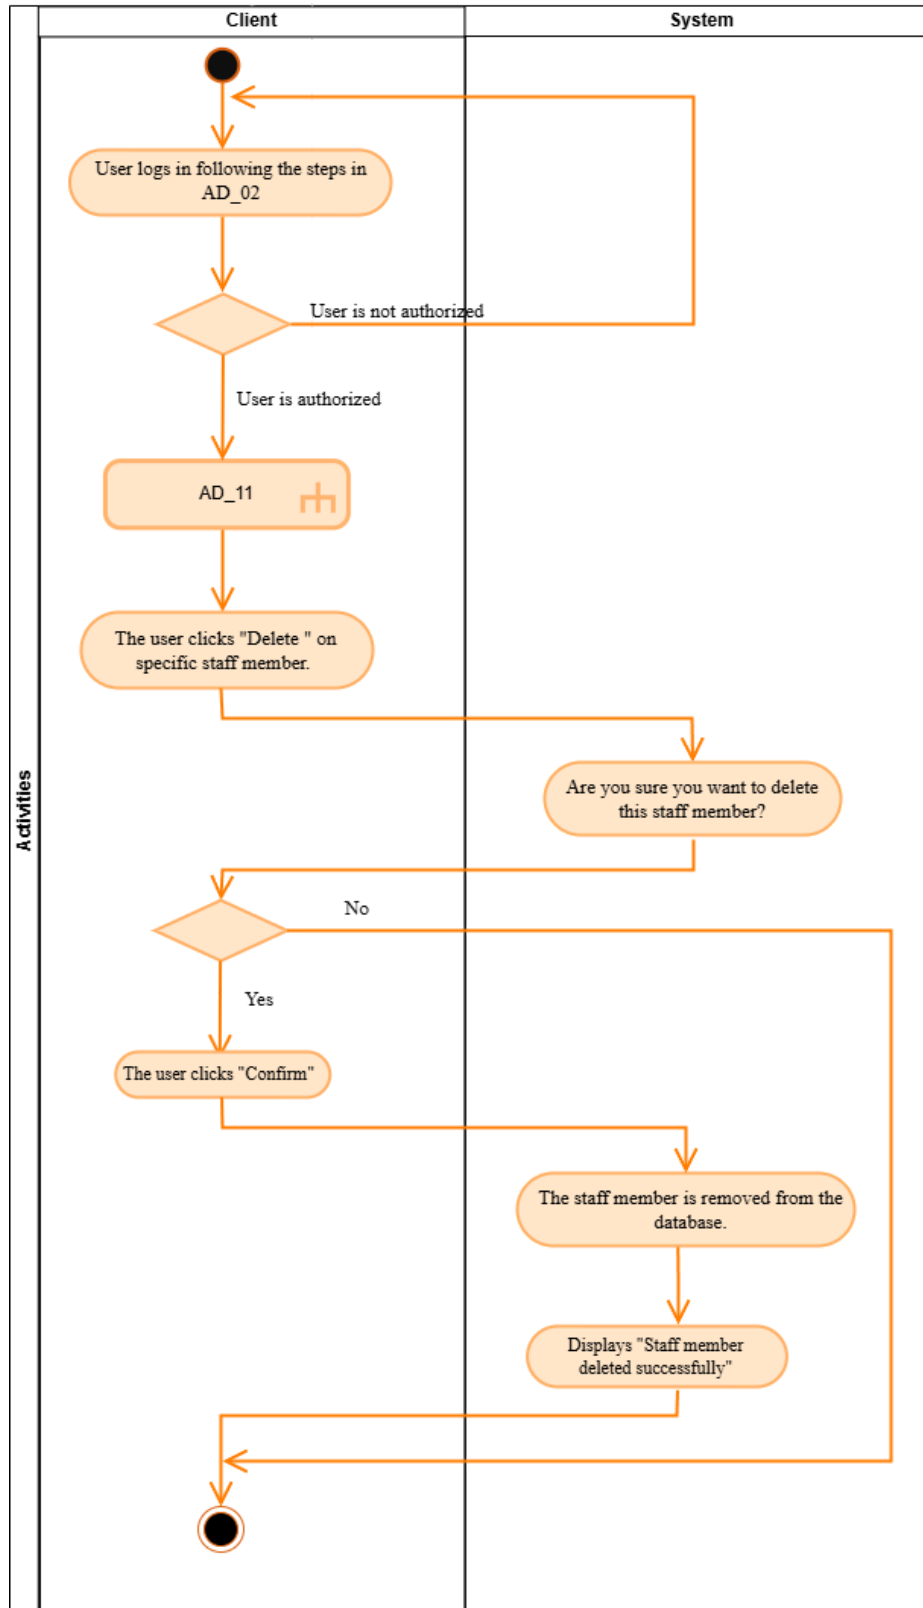 Client
System
User logs in following the steps in
AD_02
User is not authorized
User is authorized
AD_11
The user clicks "Delete " on
specific staff member.
Activities
Are you sure you want to delete
this staff member?
No
Yes
The user clicks "Confirm"
The staff member is removed from the
database.
Displays "Staff member
deleted successfully"